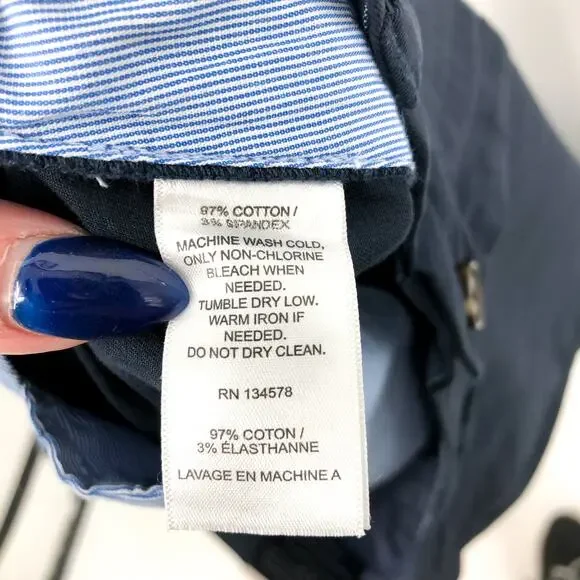 97% COTTON /
3% SPANDEX
MACHINE WASH COLD,
ONLY NON-CHLORINE
BLEACH WHEN
NEEDED.
TUMBLE DRY LOW.
WARM IRON IF
NEEDED.
DO NOT DRY CLEAN.
RN 134578
97% COTON /
3% ÉLASTHANNE
LAVAGE EN MACHINE A